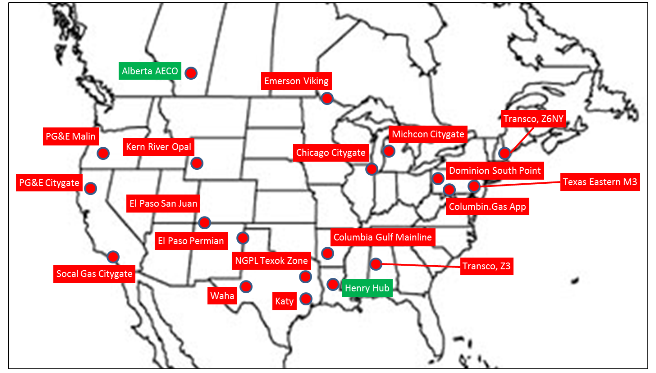 Alberta AECO
Emerson Viking
Transco, Z6NY
PG&E Malin
Michcon Citygate
Kern River Opal
Chicago Citygate
Dominion South Point
PG&E Citygate
Texas Eastern M3
El Paso San Juan
Columbin.Gas App
El Paso Permian
Columbia Gulf Mainline
NGPL Texok Zone
Transco, Z3
Socal Gas Citygate
Henry Hub
Waha
Katy